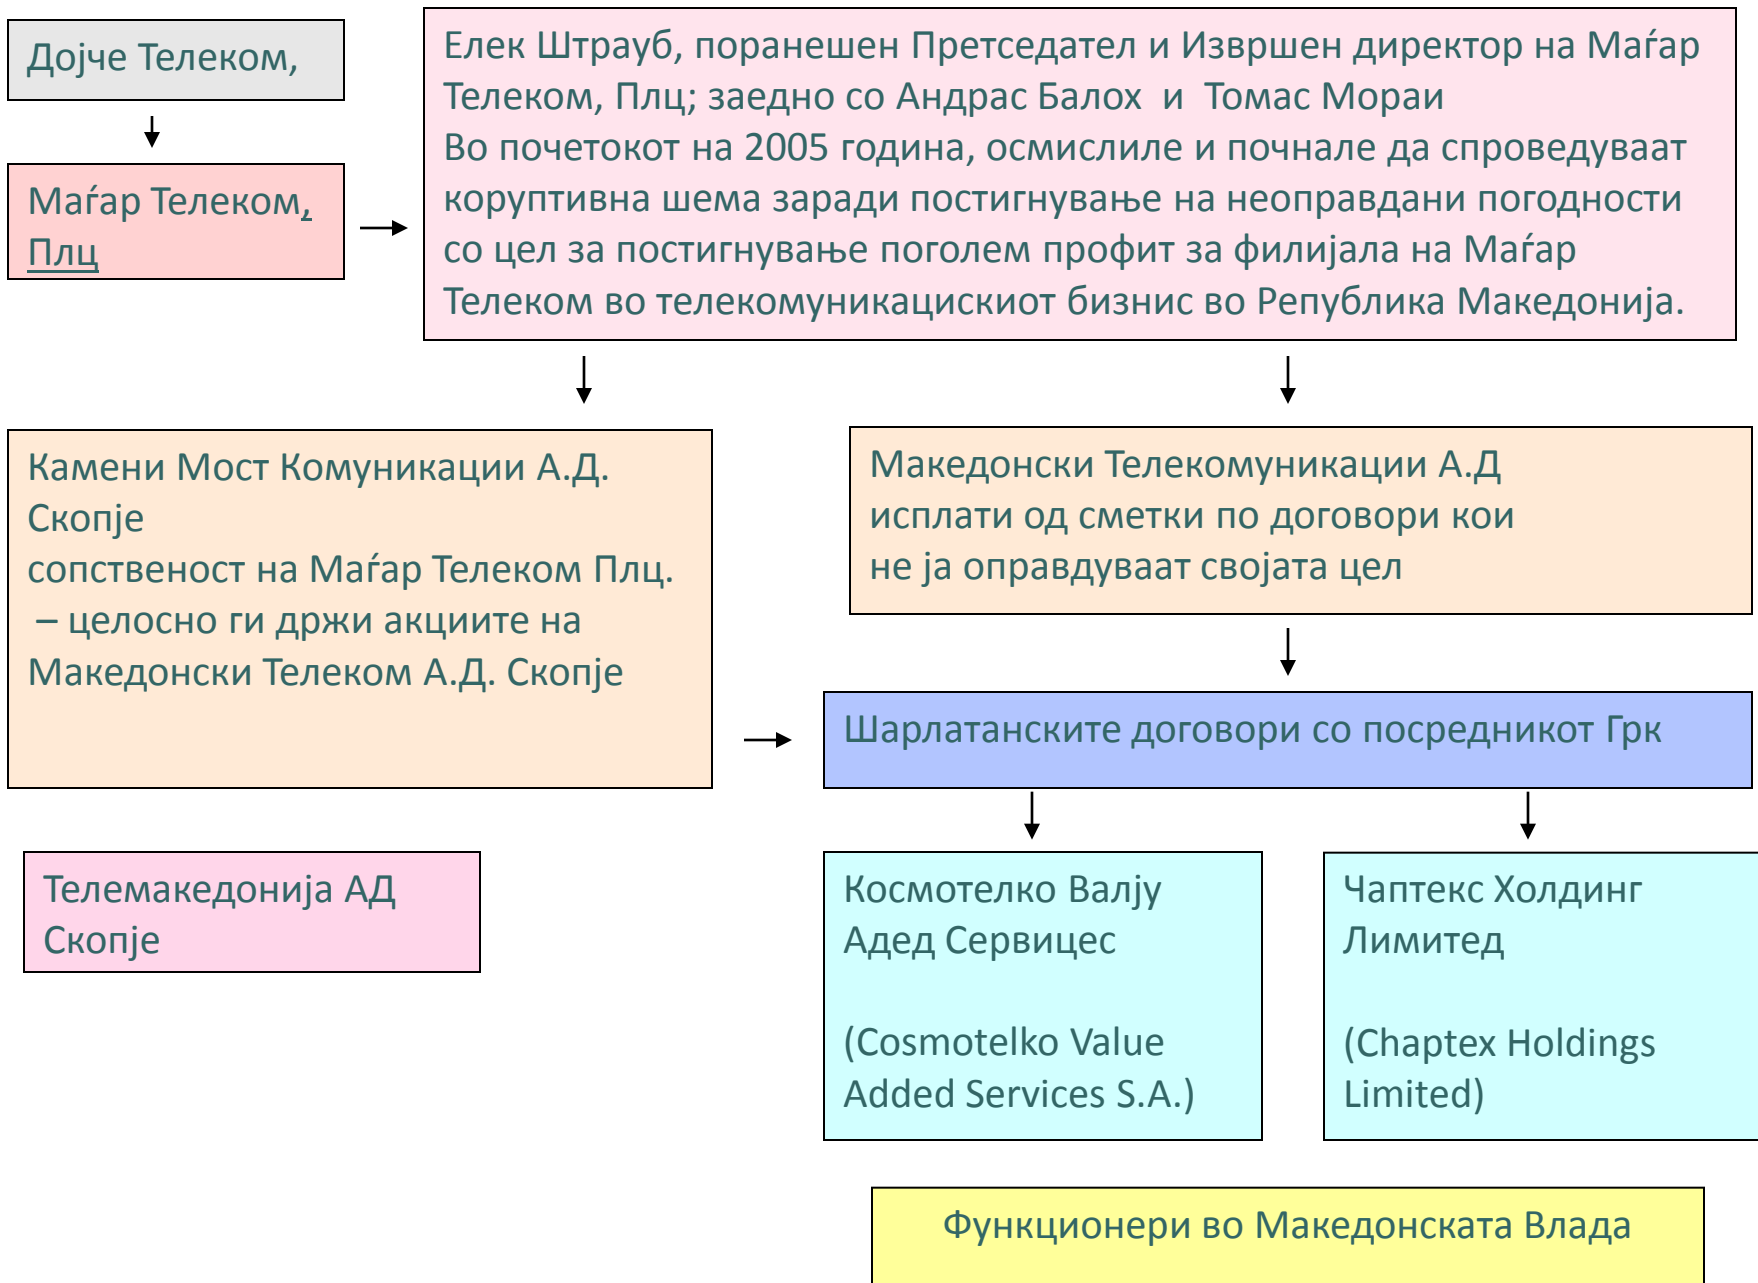 Дојче Телеком,
Елек Штрауб, поранешен Претседател и Извршен директор на Маѓар
Телеком, Плц; заедно со Андрас Балох и Томас Мораи
Во почетокот на 2005 година, осмислиле и почнале да спроведуваат
коруптивна шема заради постигнување на неоправдани погодности
со цел за постигнување поголем профит за филијала на Маѓар
Телеком во телекомуникацискиот бизнис во Република Македонија.
Маѓар Телеком,
Плц
Камени Мост Комуникации А.Д.
Скопје
сопственост на Маѓар Телеком Плц.
– целосно ги држи акциите на
Македонски Телеком А.Д. Скопје
Македонски Телекомуникации А.Д
исплати од сметки по договори кои
не ја оправдуваат својата цел
Шарлатанските договори со посредникот Грк
Телемакедонија АД
Скопје
Космотелко Валју
Адед Сервицес
(Cosmotelko Value
Added Services S.A.)
Чаптекс Холдинг
Лимитед
(Chaptex Holdings
Limited)
Функционери во Македонската Влада